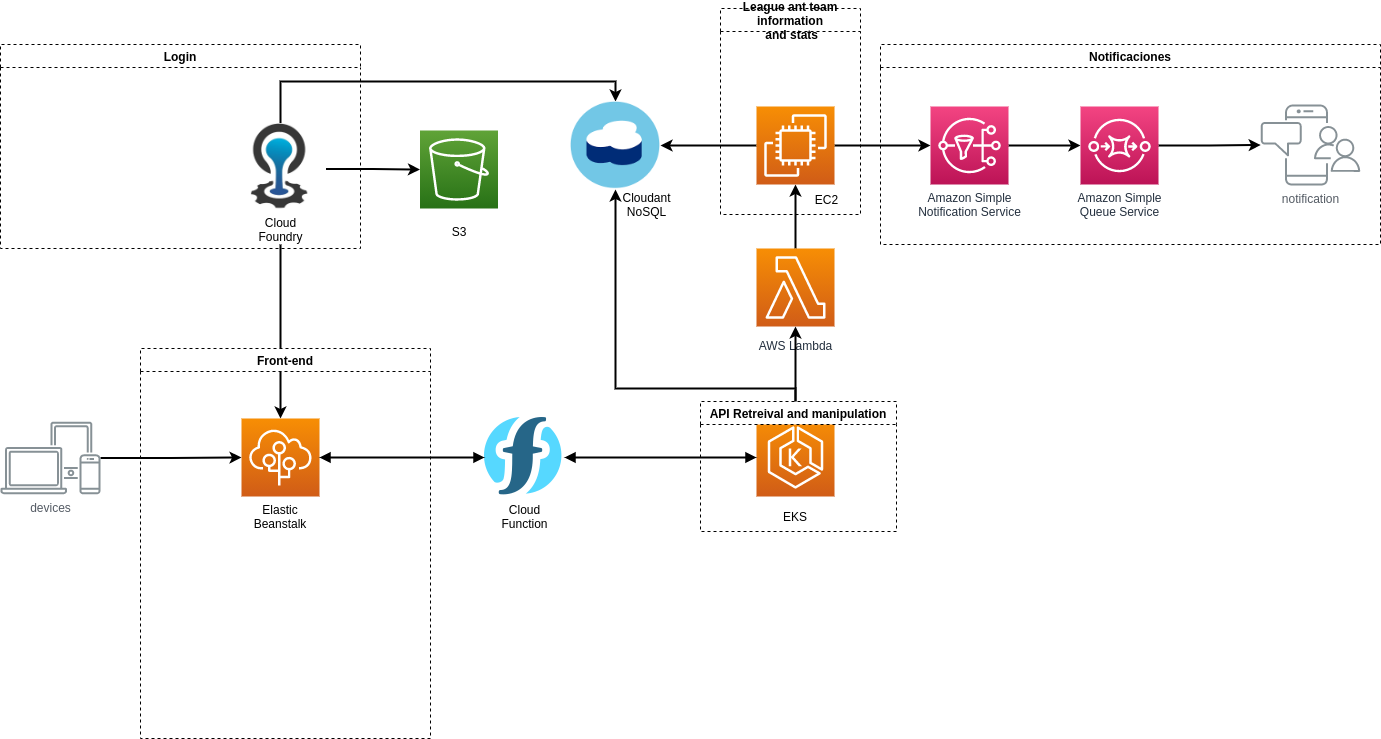 League ant team
information
and stats
Login
Notificaciones
Cloud
Foundry
S3
Cloudant
NoSQL
EC2
Amazon Simple
Notification Service
Amazon Simple
Queue Service
notification
AWS Lambda
Front-end
API Retreival and manipulation
devices
Elastic
Beanstalk
Cloud
Function
EKS